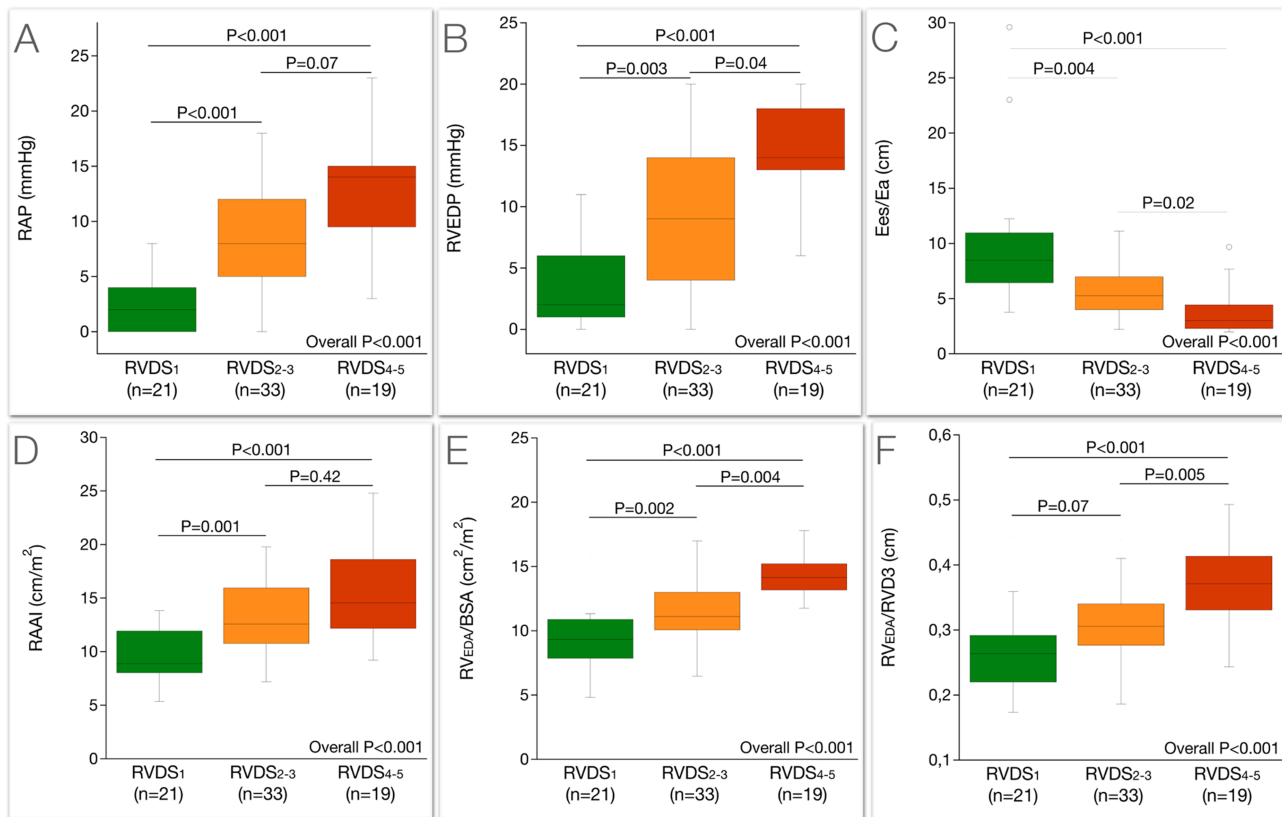 A
RAP (mmHg)
25
20
15
10
5
0
P<0.001
P=0.07
P<0.001
Overall P<0.001
RVDS1 RVDS2-3 RVDS4-5
(n=21) (n=33) (n=19)
B
RVEDP (mmHg)
25
20
15
10
5
0
P<0.001
P=0.003 P=0.04
Overall P<0.001
RVDS1 RVDS2-3 RVDS4-5
(n=21) (n=33) (n=19)
C
Ees/Ea (cm)
30
25
20
15
10
5
0
P<0.001
P=0.004
P=0.02
Overall P<0.001
RVDS1 RVDS2-3 RVDS4-5
(n=21) (n=33) (n=19)
D
RAAI (cm/m²)
30
25
20
15
10
5
0
P<0.001
P=0.42
P=0.001
Overall P<0.001
RVDS1 RVDS2-3 RVDS4-5
(n=21) (n=33) (n=19)
E
RVEDA/BSA (cm²/m²)
25
20
15
10
5
0
P<0.001
P=0.004
P=0.002
Overall P<0.001
RVDS1 RVDS2-3 RVDS4-5
(n=21) (n=33) (n=19)
F
RVEDA/RVD3 (cm)
0,6
0,5
0,4
0,3
0,2
0,1
P<0.001
P=0.005
P=0.07
Overall P<0.001
RVDS1 RVDS2-3 RVDS4-5
(n=21) (n=33) (n=19)